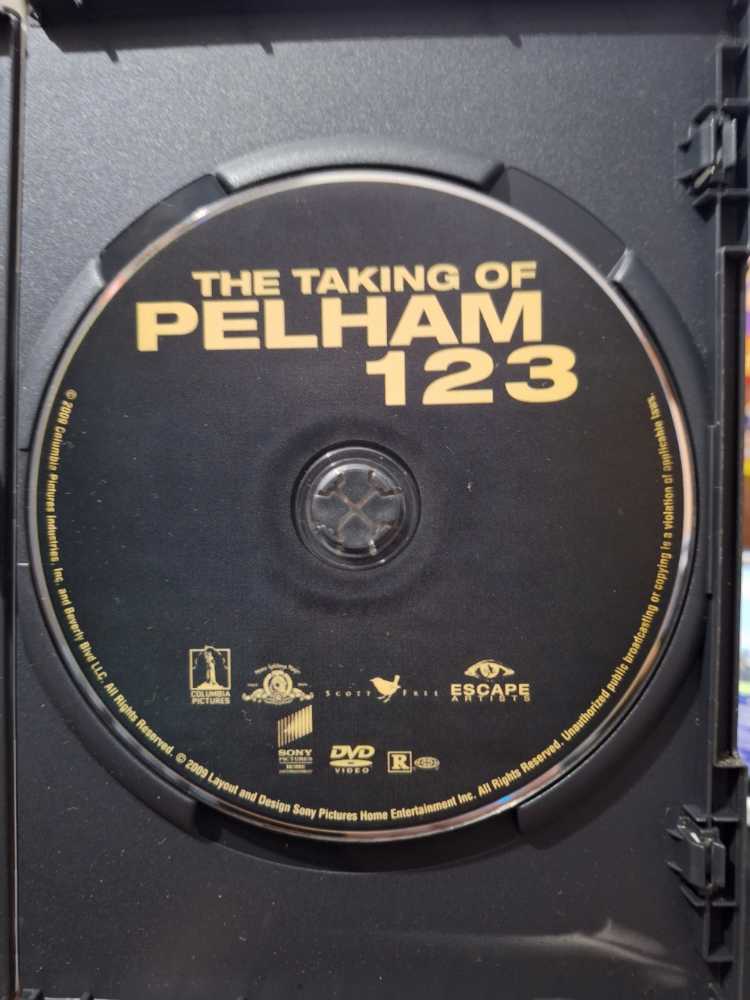 THE TAKING OF
PELHAM
123
COLUMBIA
PICTURES
SCOTT FREE
ESCAPE
ARTISTS
SONY
PICTURES
DVD
VIDEO
R
© 2009 Columbia Pictures Industries, Inc. and Beverly Blvd LLC. All Rights Reserved. © 2009 Layout and Design Sony Pictures Home Entertainment Inc. All Rights Reserved. Unauthorized public broadcasting or copying is a violation of applicable laws.